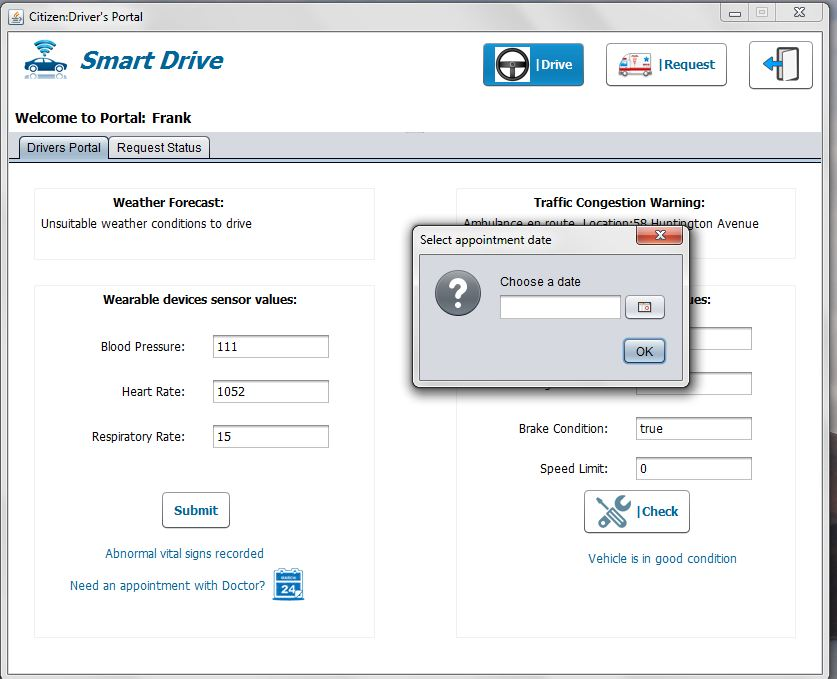 Citizen:Driver's Portal
Smart Drive
|Drive
|Request
Welcome to Portal: Frank
Drivers Portal
Request Status
Weather Forecast:
Unsuitable weather conditions to drive
Traffic Congestion Warning:
Ambulance en route. Location:58 Huntington Avenue
Select appointment date
?
Choose a date
OK
Wearable devices sensor values:
Blood Pressure: 111
Heart Rate: 1052
Respiratory Rate: 15
Brake Condition: true
Speed Limit: 0
Submit
|Check
Abnormal vital signs recorded
Vehicle is in good condition
Need an appointment with Doctor?
MARCH
24